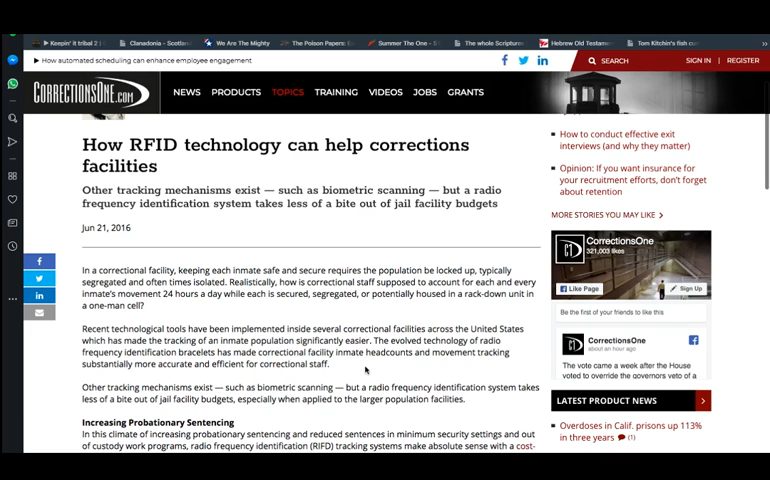 Keepin' it tribal 2
Clanadonia - Scotlan
We Are The Mighty
The Poison Papers: E
Summer The One - E
The whole Scripture
Hebrew Old Testame
Tom Kitchin's fish co
How automated scheduling can enhance employee engagement
SEARCH
SIGN IN | REGISTER
CORRECTIONSONE.COM
NEWS PRODUCTS TOPICS TRAINING VIDEOS JOBS GRANTS
How RFID technology can help corrections
facilities
Other tracking mechanisms exist — such as biometric scanning — but a radio
frequency identification system takes less of a bite out of jail facility budgets
Jun 21, 2016
In a correctional facility, keeping each inmate safe and secure requires the population be locked up, typically
segregated and often times isolated. Realistically, how is correctional staff supposed to account for each and every
inmate's movement 24 hours a day while each is secured, segregated, or potentially housed in a rack-down unit in
a one-man cell?
Recent technological tools have been implemented inside several correctional facilities across the United States
which has made the tracking of an inmate population significantly easier. The evolved technology of radio
frequency identification bracelets has made correctional facility inmate headcounts and movement tracking
substantially more accurate and efficient for correctional staff.
Other tracking mechanisms exist — such as biometric scanning — but a radio frequency identification system takes
less of a bite out of jail facility budgets, especially when applied to the larger population facilities.
Increasing Probationary Sentencing
In this climate of increasing probationary sentencing and reduced sentences in minimum security settings and out
of custody work programs, radio frequency identification (RIFD) tracking systems make absolute sense with a cost-
How to conduct effective exit
interviews (and why they matter)
Opinion: If you want insurance for
your recruitment efforts, don't forget
about retention
MORE STORIES YOU MAY LIKE
CorrectionsOne
321,003 likes
Like Page
Sign Up
Be the first of your friends to like this
CorrectionsOne
about an hour ago
The vote came a week after the House
voted to override the governors veto of a
LATEST PRODUCT NEWS
Overdoses in Calif. prisons up 113%
in three years (1)